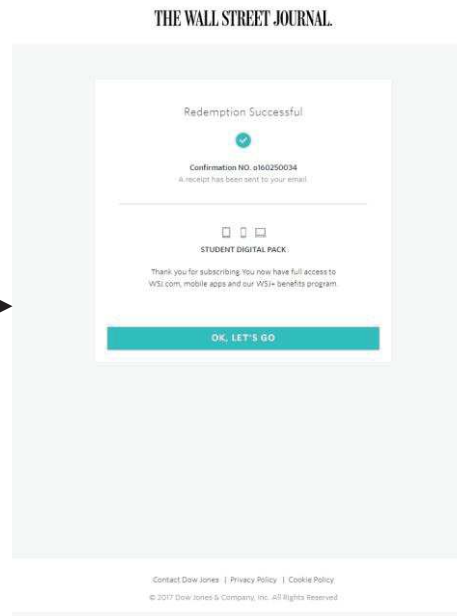 THE WALL STREET JOURNAL.
Redemption Successful
Confirmation NO. o160250034
A receipt has been sent to your email
STUDENT DIGITAL PACK
Thank you for subscribing. You now have full access to
WSJ.com, mobile apps and our WSJ+ benefits program.
OK, LET'S GO
Contact Dow Jones | Privacy Policy | Cookie Policy
© 2017 Dow Jones & Company, Inc. All Rights Reserved